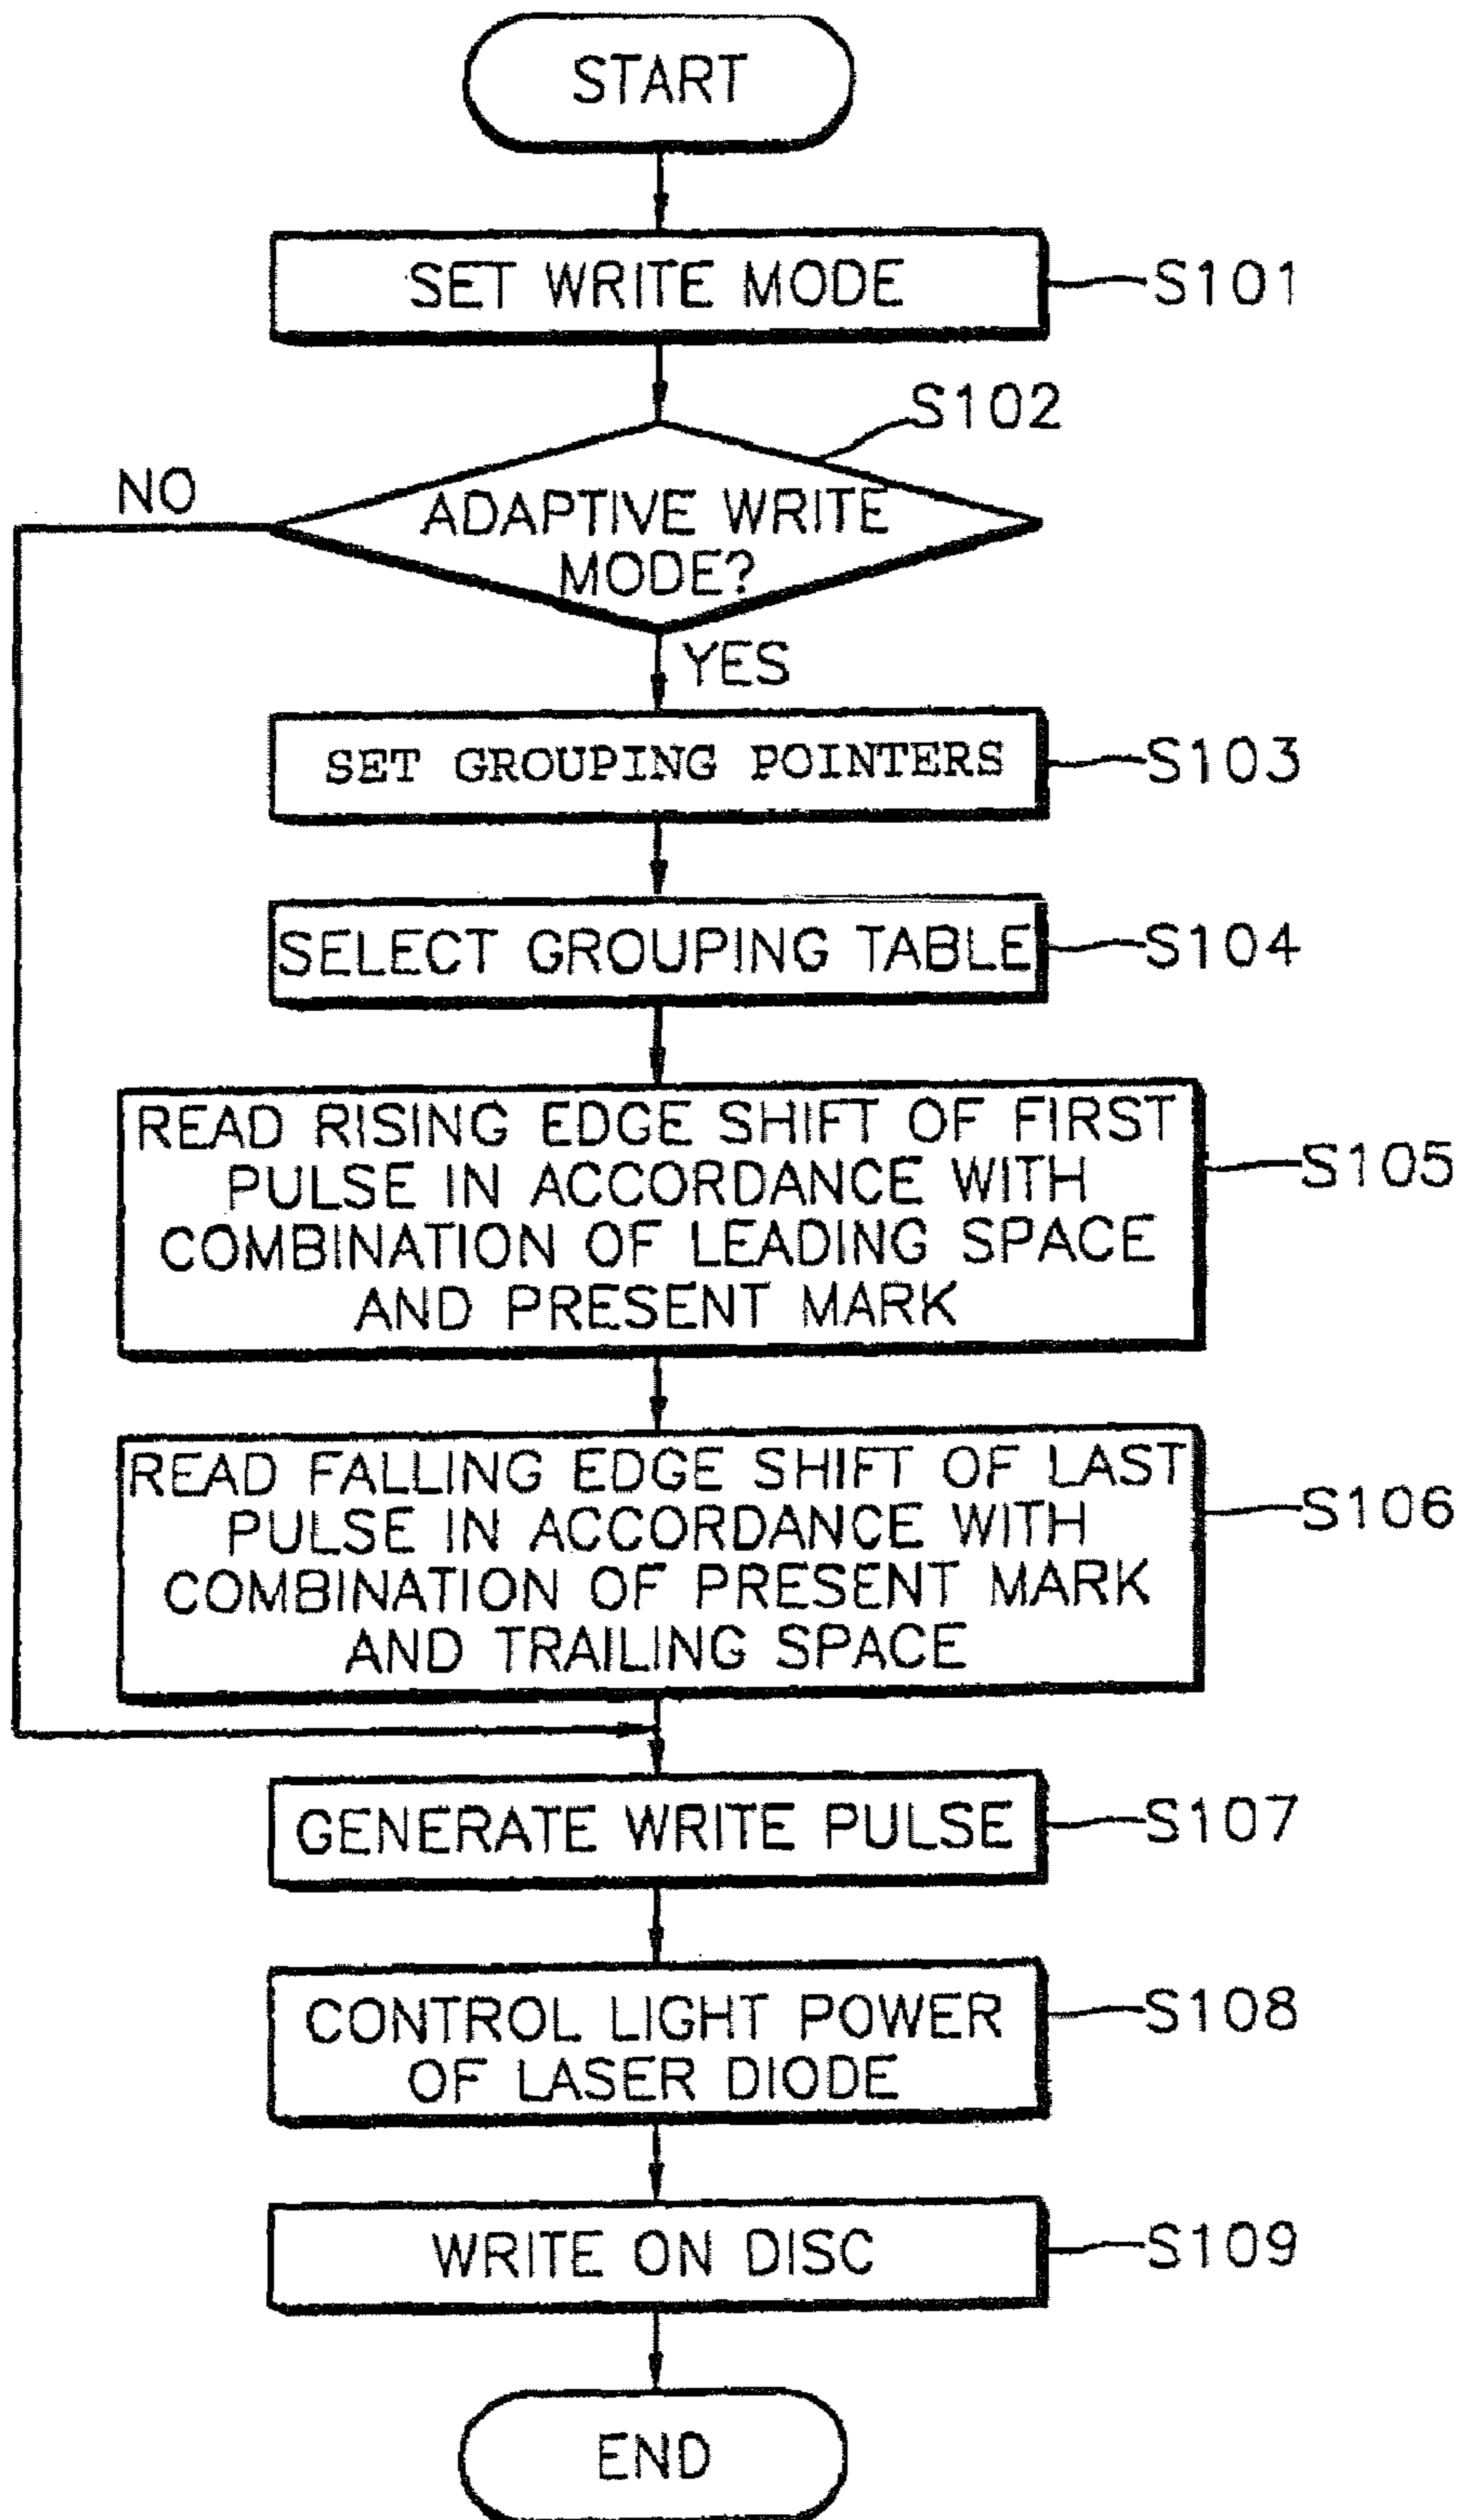 START
SET WRITE MODE
S101
S102
NO
ADAPTIVE WRITE
MODE?
YES
SET GROUPING POINTERS
S103
SELECT GROUPING TABLE
S104
READ RISING EDGE SHIFT OF FIRST
PULSE IN ACCORDANCE WITH
COMBINATION OF LEADING SPACE
AND PRESENT MARK
S105
READ FALLING EDGE SHIFT OF LAST
PULSE IN ACCORDANCE WITH
COMBINATION OF PRESENT MARK
AND TRAILING SPACE
S106
GENERATE WRITE PULSE
S107
CONTROL LIGHT POWER
OF LASER DIODE
S108
WRITE ON DISC
S109
END